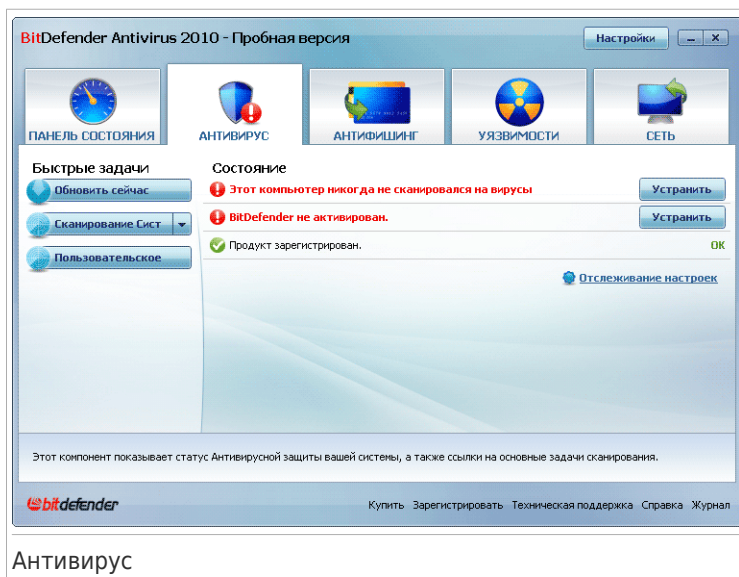 BitDefender Antivirus 2010 - Пробная версия
Настройки
ПАНЕЛЬ СОСТОЯНИЯ
АНТИВИРУС
АНТИФИШИНГ
УЯЗВИМОСТИ
СЕТЬ
Быстрые задачи
Обновить сейчас
Сканирование Сист
Пользовательское
Состояние
Этот компьютер никогда не сканировался на вирусы
Устранить
BitDefender не активирован.
Устранить
Продукт зарегистрирован.
OK
Отслеживание настроек
Этот компонент показывает статус Антивирусной защиты вашей системы, а также ссылки на основные задачи сканирования.
bitdefender
Купить Зарегистрировать Техническая поддержка Справка Журнал
Антивирус